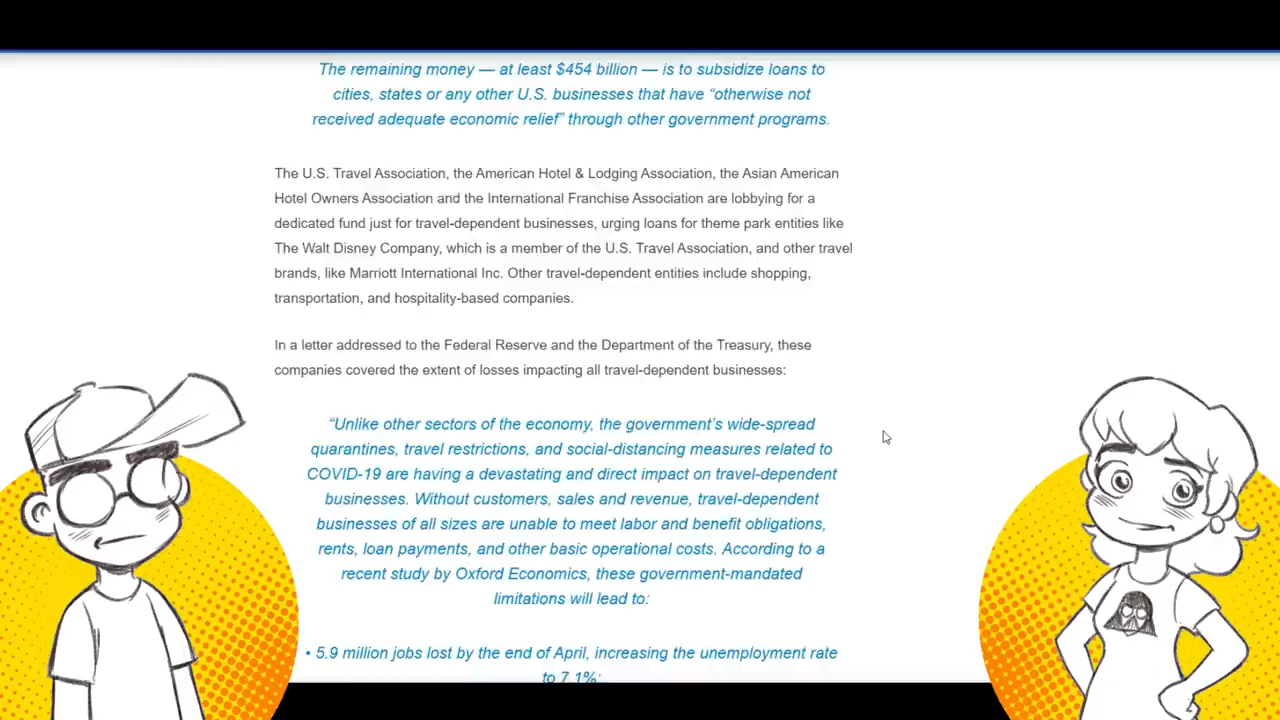 The remaining money — at least $454 billion — is to subsidize loans to
cities, states or any other U.S. businesses that have “otherwise not
received adequate economic relief” through other government programs.
The U.S. Travel Association, the American Hotel & Lodging Association, the Asian American
Hotel Owners Association and the International Franchise Association are lobbying for a
dedicated fund just for travel-dependent businesses, urging loans for theme park entities like
The Walt Disney Company, which is a member of the U.S. Travel Association, and other travel
brands, like Marriott International Inc. Other travel-dependent entities include shopping,
transportation, and hospitality-based companies.
In a letter addressed to the Federal Reserve and the Department of the Treasury, these
companies covered the extent of losses impacting all travel-dependent businesses:
“Unlike other sectors of the economy, the government’s wide-spread
quarantines, travel restrictions, and social-distancing measures related to
COVID-19 are having a devastating and direct impact on travel-dependent
businesses. Without customers, sales and revenue, travel-dependent
businesses of all sizes are unable to meet labor and benefit obligations,
rents, loan payments, and other basic operational costs. According to a
recent study by Oxford Economics, these government-mandated
limitations will lead to:
• 5.9 million jobs lost by the end of April, increasing the unemployment rate
to 7.1%;